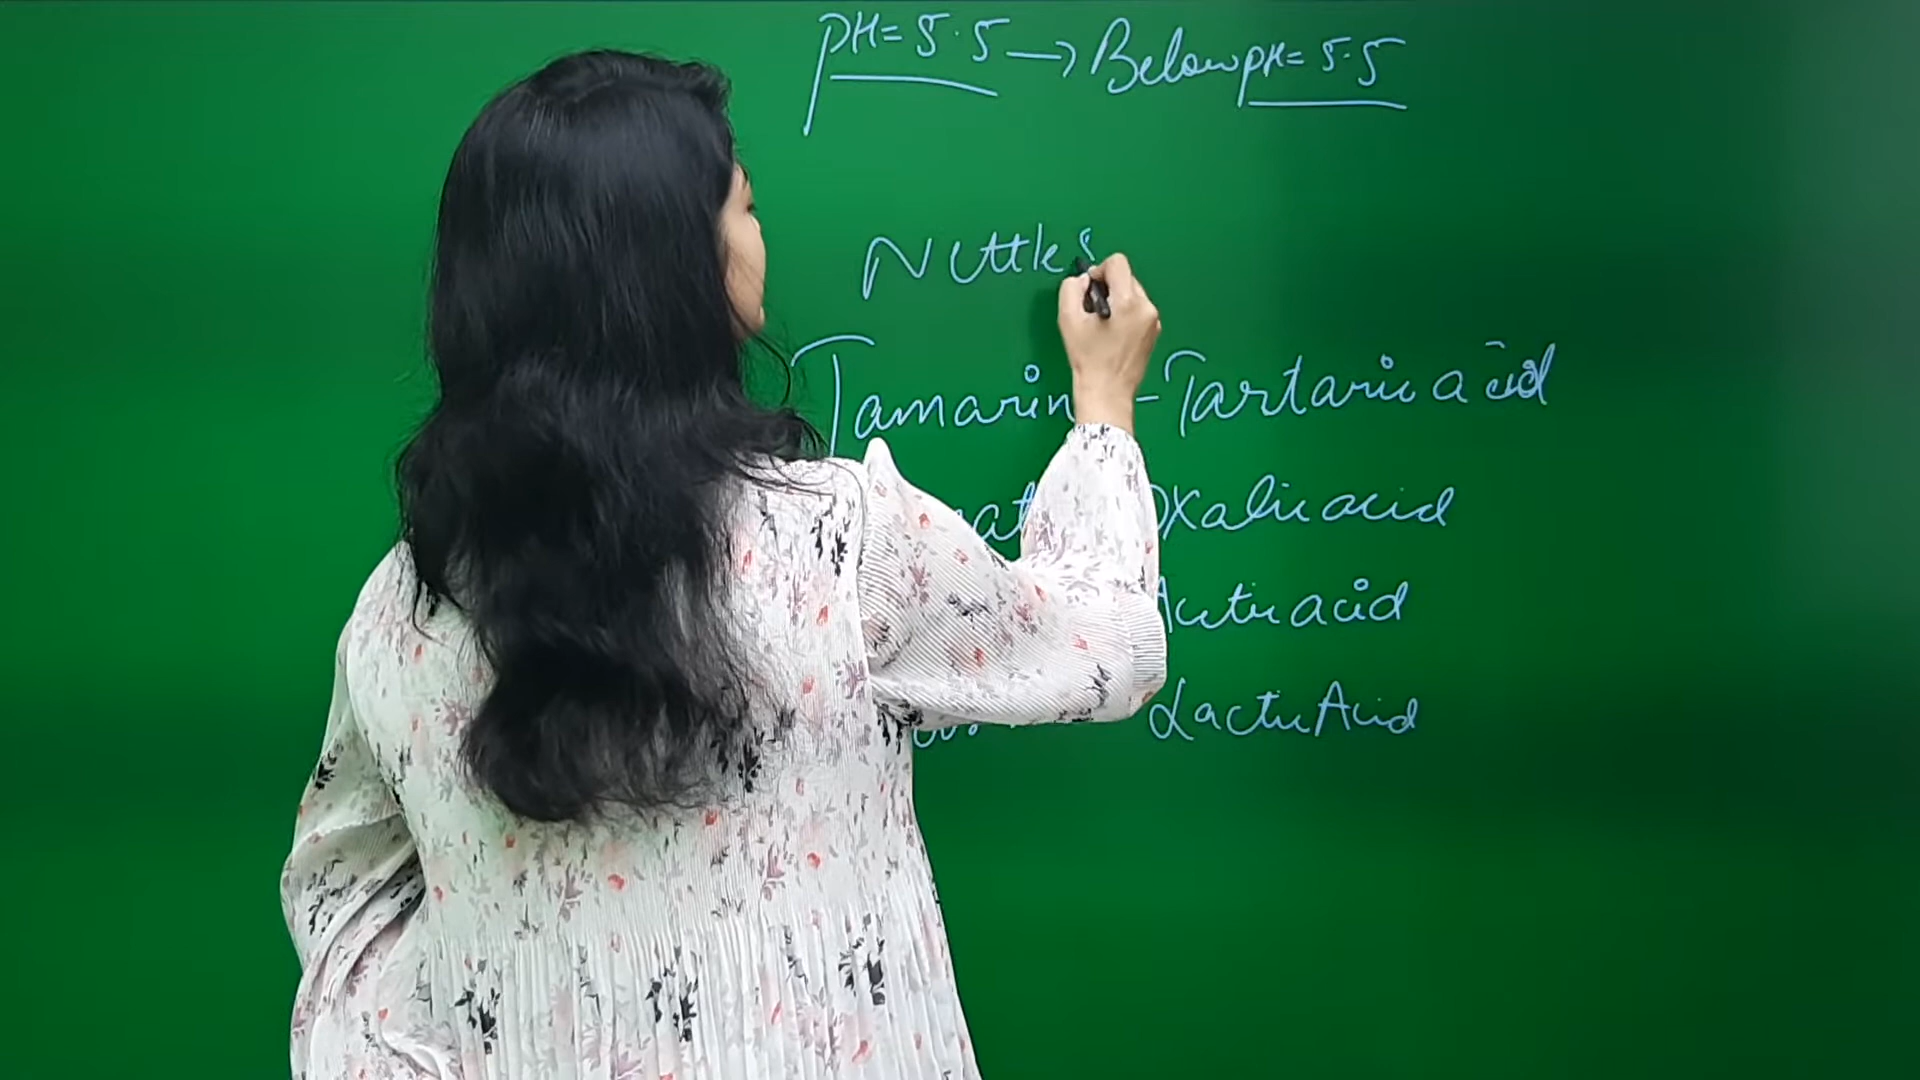 pH = 5.5 → Below pH = 5.5
Nettles
Tamarin - Tartaric acid
Oxalic acid
Acetic acid
Lactic Acid